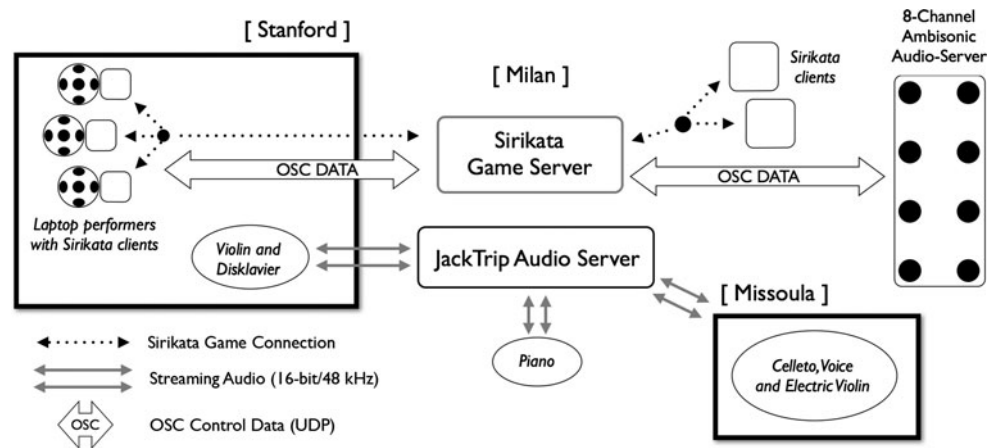 [ Stanford ]
Laptop performers
with Sirikata clients
OSC DATA
Violin and
Disklavier
[ Milan ]
Sirikata
Game Server
JackTrip Audio Server
Piano
Sirikata
clients
OSC DATA
8-Channel
Ambisonic
Audio-Server
[ Missoula ]
Celleto, Voice
and Electric Violin
Sirikata Game Connection
Streaming Audio (16-bit/48 kHz)
OSC
OSC Control Data (UDP)